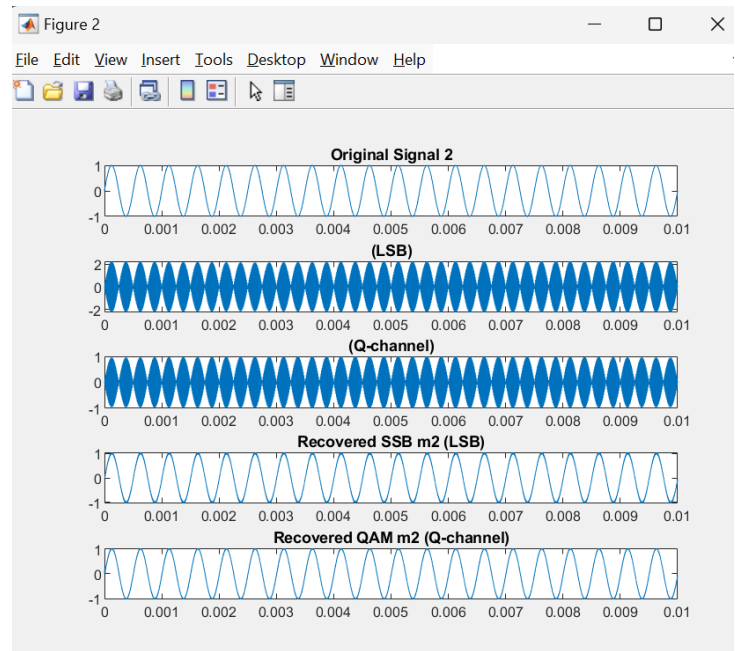 Figure 2
File Edit View Insert Tools Desktop Window Help
Original Signal 2
1
0
-1
0 0.001 0.002 0.003 0.004 0.005 0.006 0.007 0.008 0.009 0.01
(LSB)
2
0
-2
0 0.001 0.002 0.003 0.004 0.005 0.006 0.007 0.008 0.009 0.01
(Q-channel)
1
0
-1
0 0.001 0.002 0.003 0.004 0.005 0.006 0.007 0.008 0.009 0.01
Recovered SSB m2 (LSB)
1
0
-1
0 0.001 0.002 0.003 0.004 0.005 0.006 0.007 0.008 0.009 0.01
Recovered QAM m2 (Q-channel)
1
0
-1
0 0.001 0.002 0.003 0.004 0.005 0.006 0.007 0.008 0.009 0.01